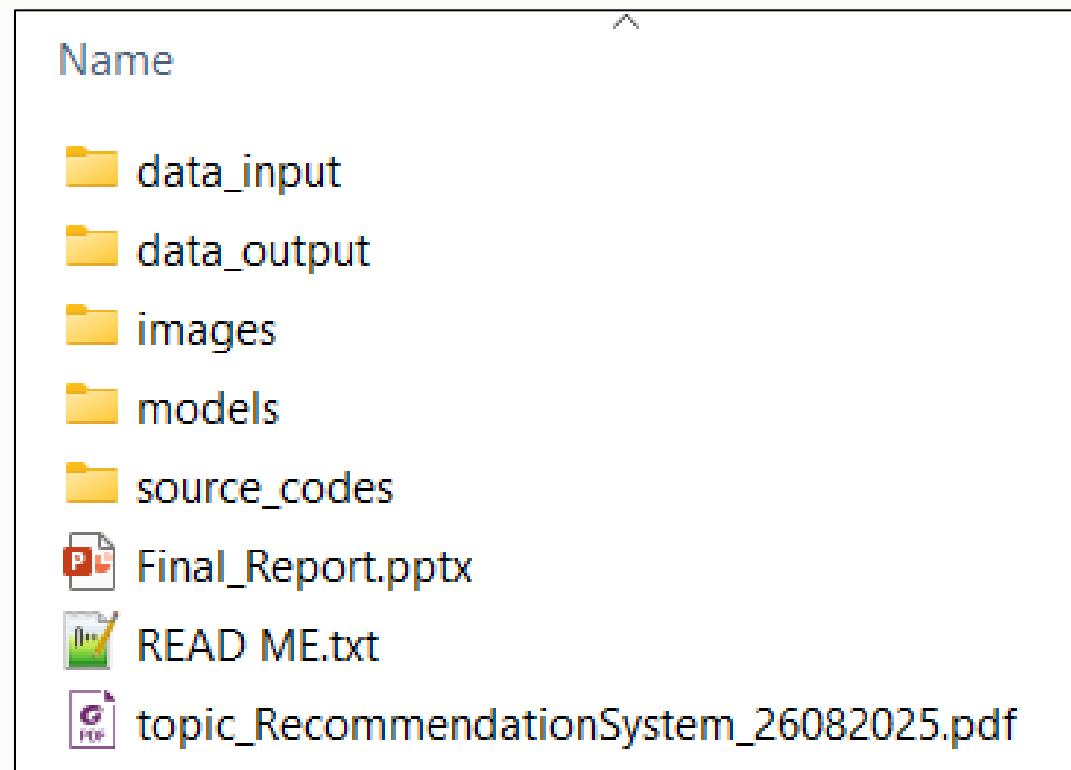 Name
data_input
data_output
images
models
source_codes
Final_Report.pptx
READ ME.txt
topic_RecommendationSystem_26082025.pdf